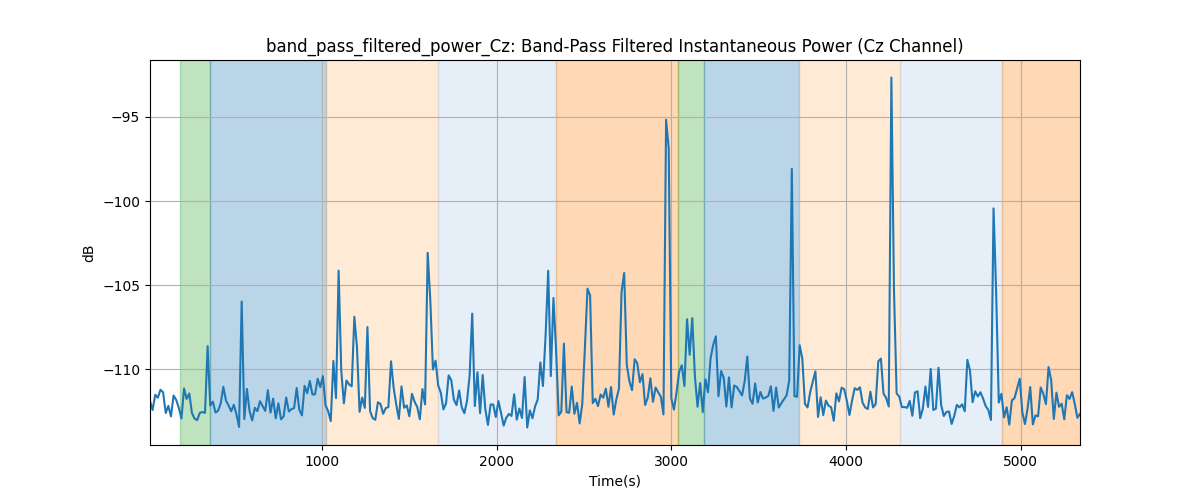 band_pass_filtered_power_Cz: Band-Pass Filtered Instantaneous Power (Cz Channel)
−95
−100
−105
−110
dB
1000 2000 3000 4000 5000
Time(s)